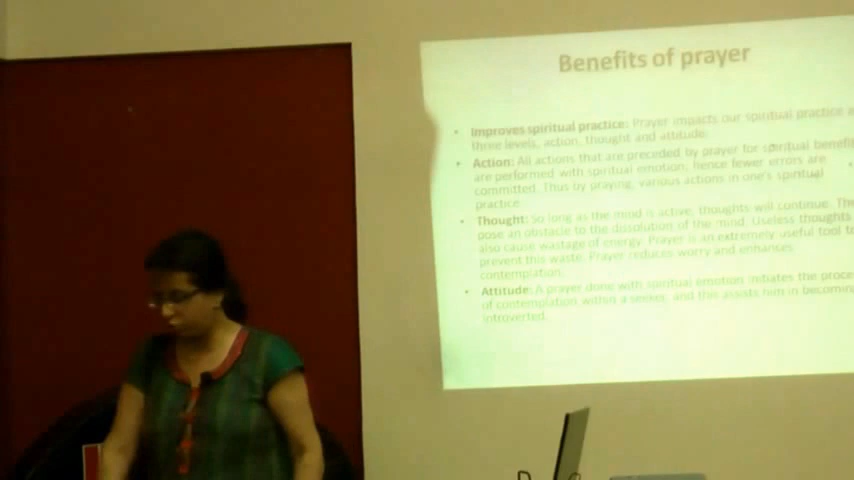 Benefits of prayer
• Improves spiritual practice: Prayer impacts our spiritual practice a
three levels, action, thought and attitude.
• Action: All actions that are preceded by prayer for spiritual benefit
are performed with spiritual emotion, hence fewer errors are
committed. Thus by praying, various actions in one's spiritual
practice
• Thought: So long as the mind is active, thoughts will continue. The
pose an obstacle to the dissolution of the mind. Useless thoughts
also cause wastage of energy. Prayer is an extremely useful tool to
prevent this waste. Prayer reduces worry and enhances
contemplation.
• Attitude: A prayer done with spiritual emotion initiates the proce
of contemplation within a seeker, and this assists him in becoming
introverted.